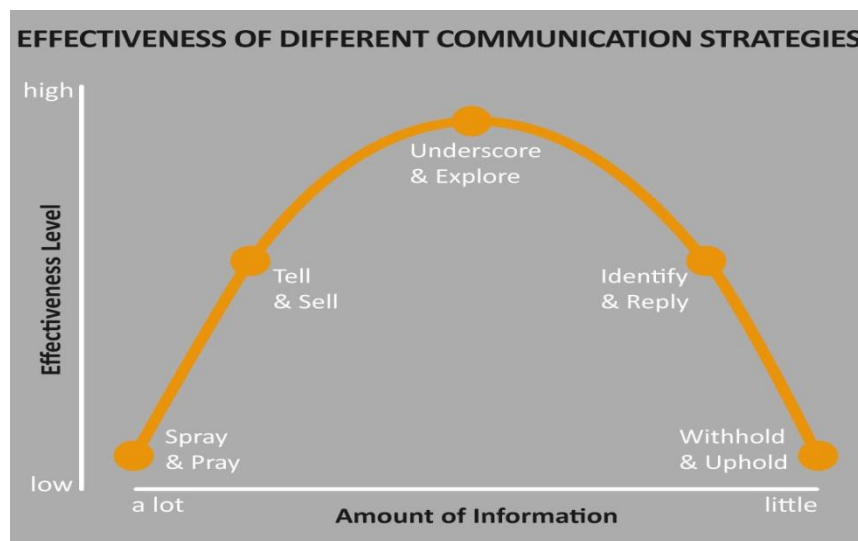 EFFECTIVENESS OF DIFFERENT COMMUNICATION STRATEGIES
high
Underscore
& Explore
Effectiveness Level
Tell
& Sell
Identify
& Reply
Spray
& Pray
Withhold
& Uphold
low
a lot
little
Amount of Information